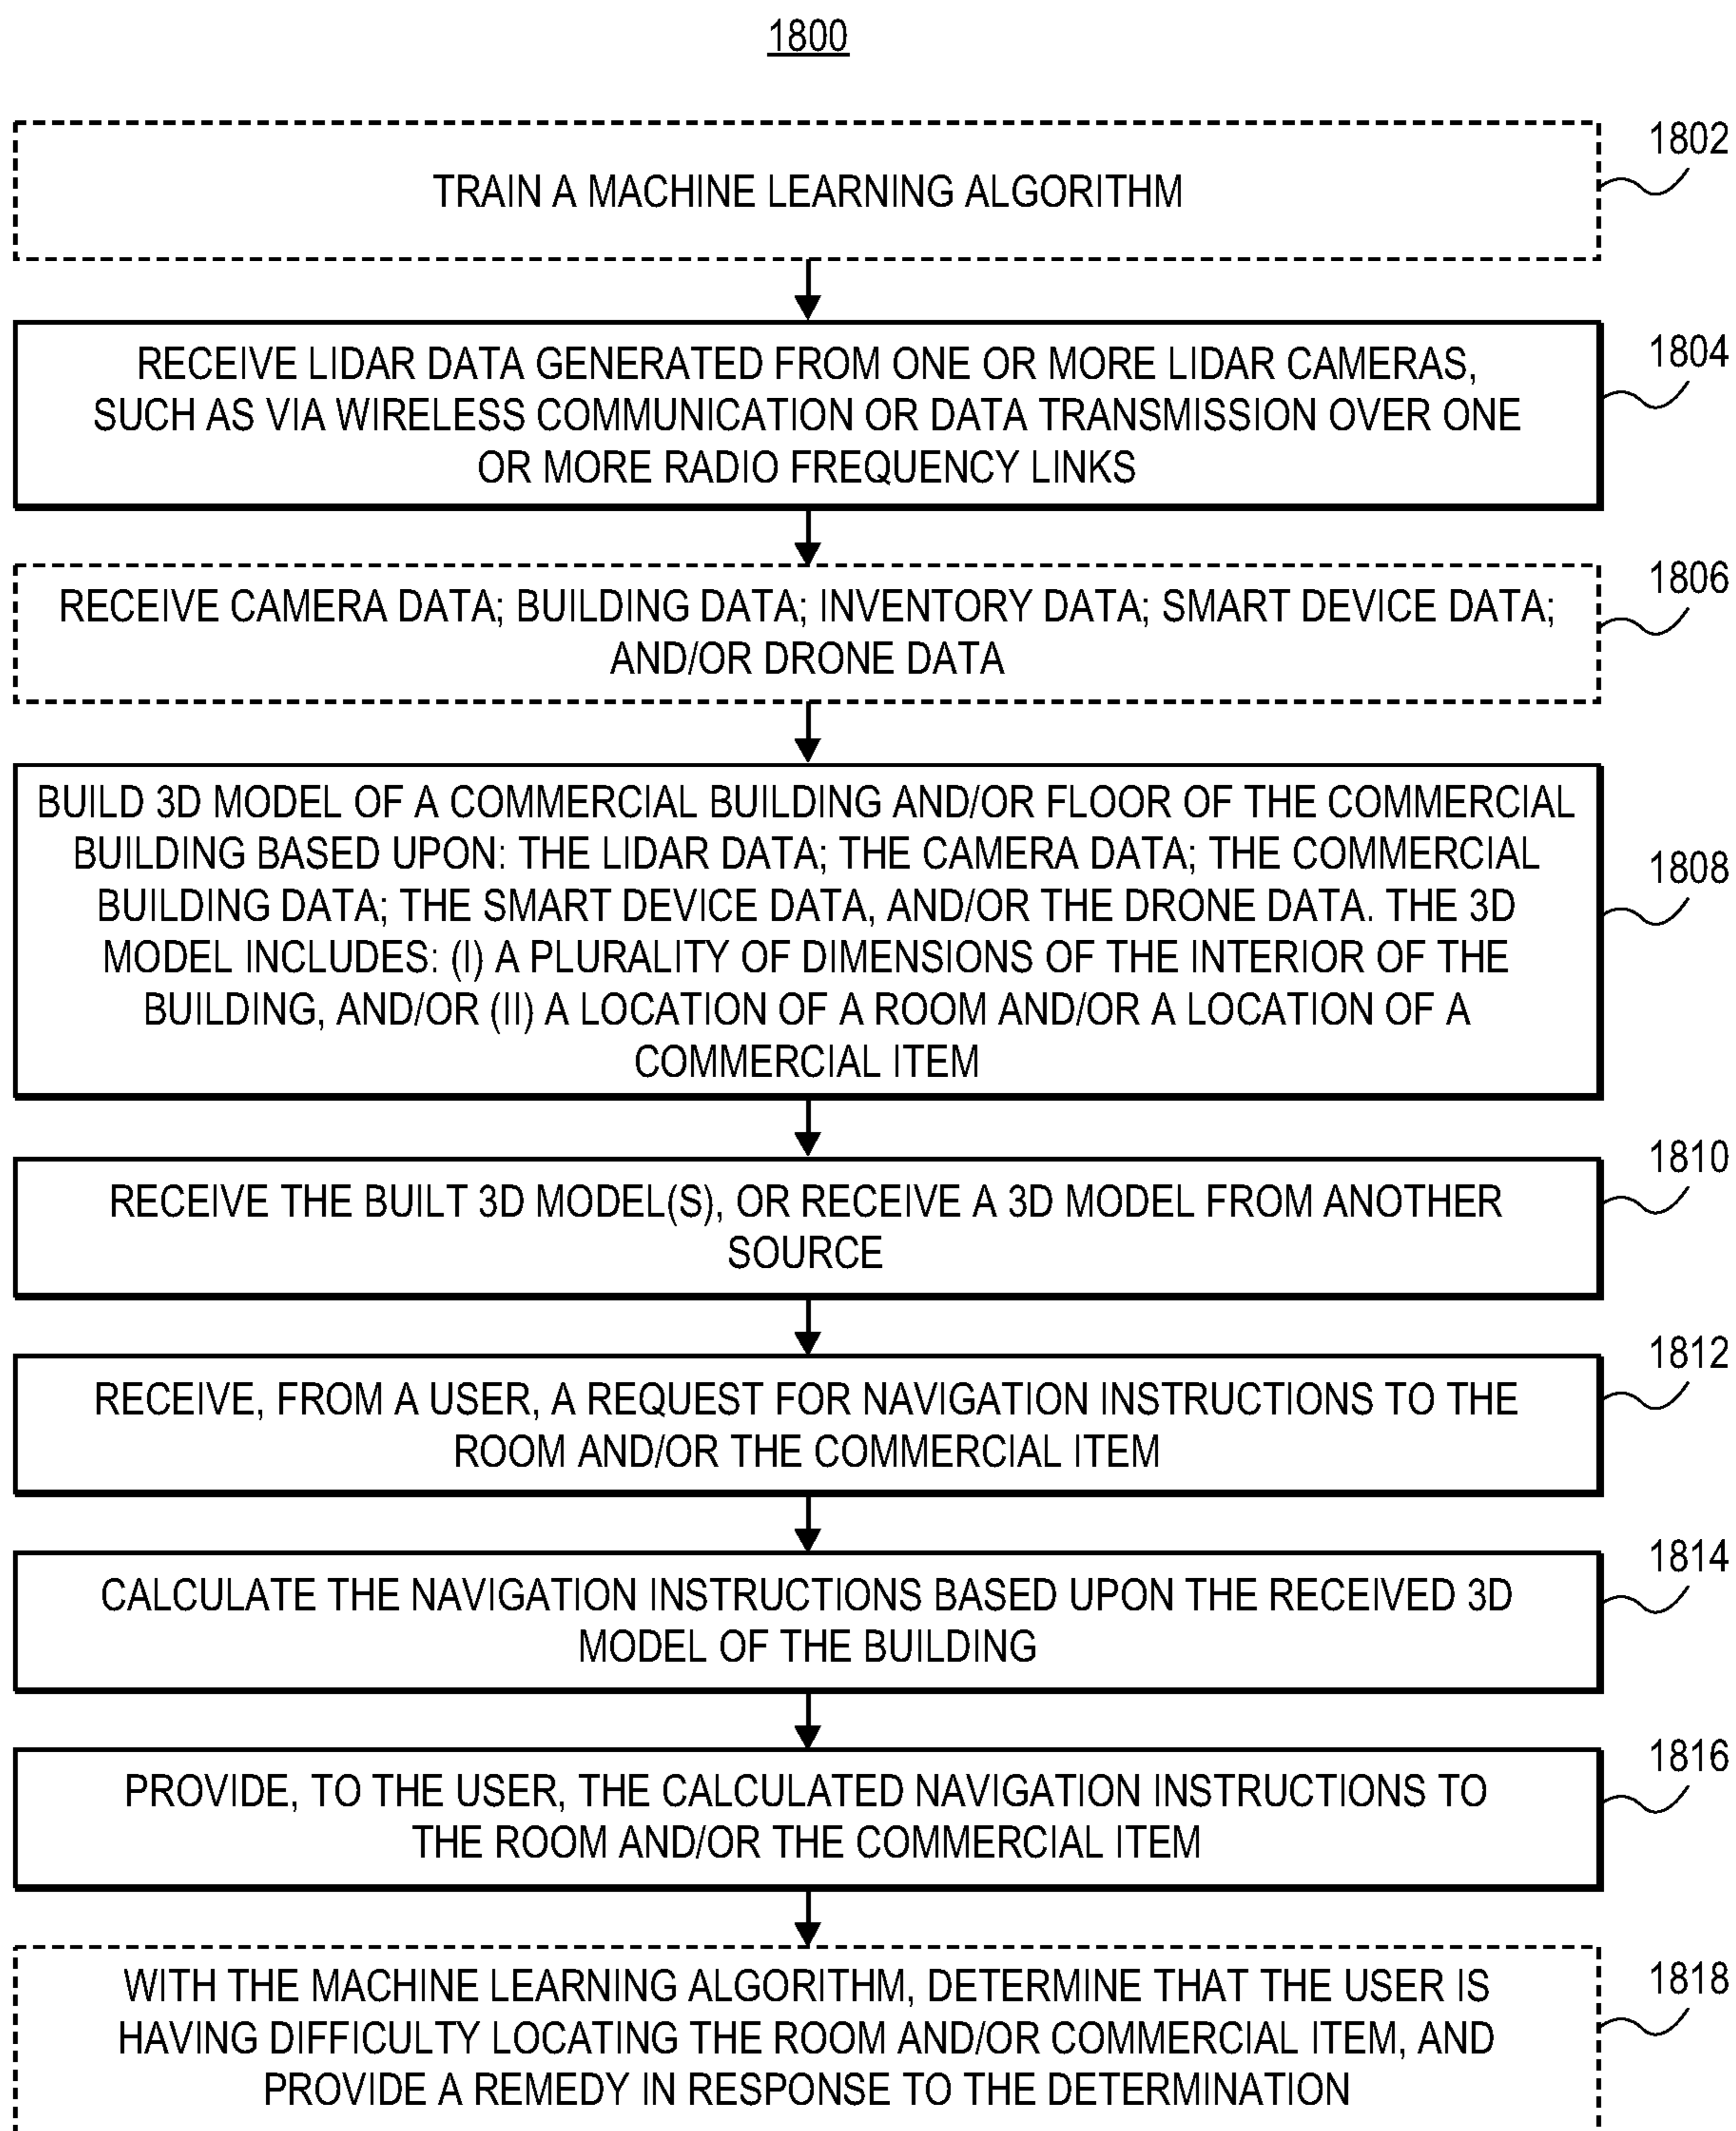 1800
1802
TRAIN A MACHINE LEARNING ALGORITHM
1804
RECEIVE LIDAR DATA GENERATED FROM ONE OR MORE LIDAR CAMERAS,
SUCH AS VIA WIRELESS COMMUNICATION OR DATA TRANSMISSION OVER ONE
OR MORE RADIO FREQUENCY LINKS
1806
RECEIVE CAMERA DATA; BUILDING DATA; INVENTORY DATA; SMART DEVICE DATA;
AND/OR DRONE DATA
1808
BUILD 3D MODEL OF A COMMERCIAL BUILDING AND/OR FLOOR OF THE COMMERCIAL
BUILDING BASED UPON: THE LIDAR DATA; THE CAMERA DATA; THE COMMERCIAL
BUILDING DATA; THE SMART DEVICE DATA, AND/OR THE DRONE DATA. THE 3D
MODEL INCLUDES: (I) A PLURALITY OF DIMENSIONS OF THE INTERIOR OF THE
BUILDING, AND/OR (II) A LOCATION OF A ROOM AND/OR A LOCATION OF A
COMMERCIAL ITEM
1810
RECEIVE THE BUILT 3D MODEL(S), OR RECEIVE A 3D MODEL FROM ANOTHER
SOURCE
1812
RECEIVE, FROM A USER, A REQUEST FOR NAVIGATION INSTRUCTIONS TO THE
ROOM AND/OR THE COMMERCIAL ITEM
1814
CALCULATE THE NAVIGATION INSTRUCTIONS BASED UPON THE RECEIVED 3D
MODEL OF THE BUILDING
1816
PROVIDE, TO THE USER, THE CALCULATED NAVIGATION INSTRUCTIONS TO
THE ROOM AND/OR THE COMMERCIAL ITEM
1818
WITH THE MACHINE LEARNING ALGORITHM, DETERMINE THAT THE USER IS
HAVING DIFFICULTY LOCATING THE ROOM AND/OR COMMERCIAL ITEM, AND
PROVIDE A REMEDY IN RESPONSE TO THE DETERMINATION